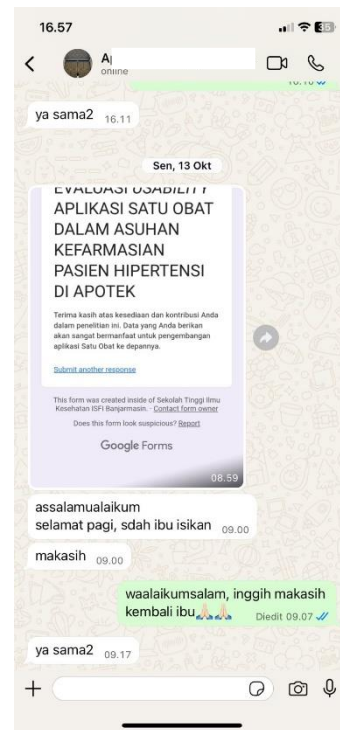 16.57
35
A
online
16.10
ya sama2 16.11
Sen, 13 Okt
EVALUASI USABILITY
APLIKASI SATU OBAT
DALAM ASUHAN
KEFARMASIAN
PASIEN HIPERTENSI
DI APOTEK
Terima kasih atas kesediaan dan kontribusi Anda
dalam penelitian ini. Data yang Anda berikan
akan sangat bermanfaat untuk pengembangan
aplikasi Satu Obat ke depannya.
Submit another response
This form was created inside of Sekolah Tinggi Ilmu
Kesehatan ISFI Banjarmasin. - Contact form owner
Does this form look suspicious? Report
Google Forms
08.59
assalamualaikum
selamat pagi, sdah ibu isikan 09.00
makasih 09.00
waalaikumsalam, inggih makasih
kembali ibu🙏🏻🙏🏻 Diedit 09.07
ya sama2 09.17